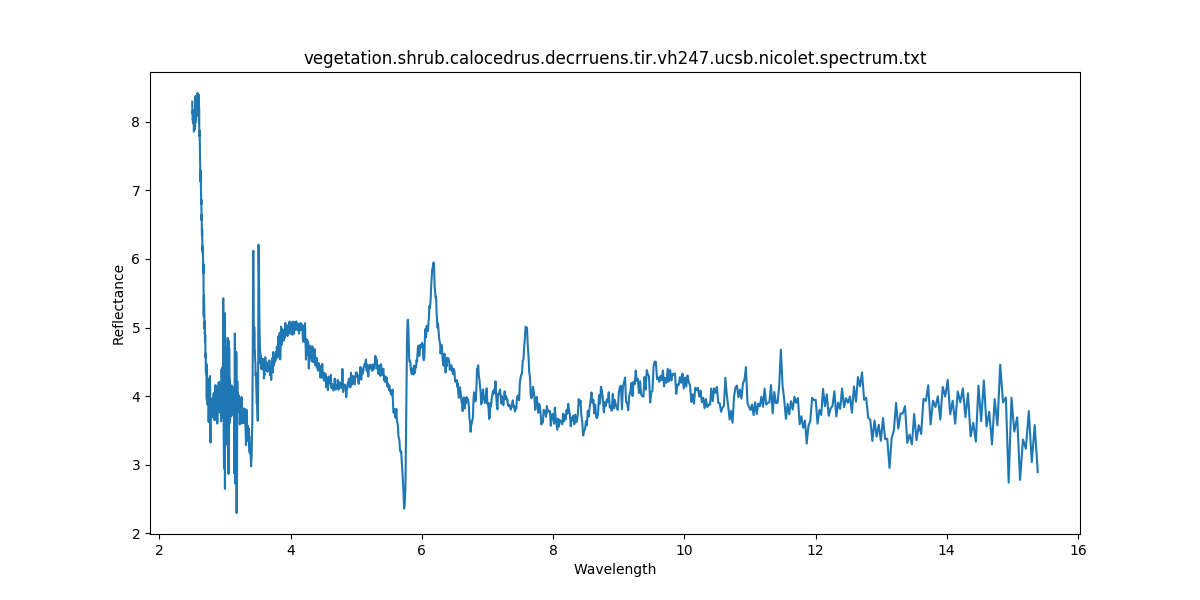 vegetation.shrub.calocedrus.decrruens.tir.vh247.ucsb.nicolet.spectrum.txt
8
7
6
5
4
3
2
Reflectance
2 4 6 8 10 12 14 16
Wavelength